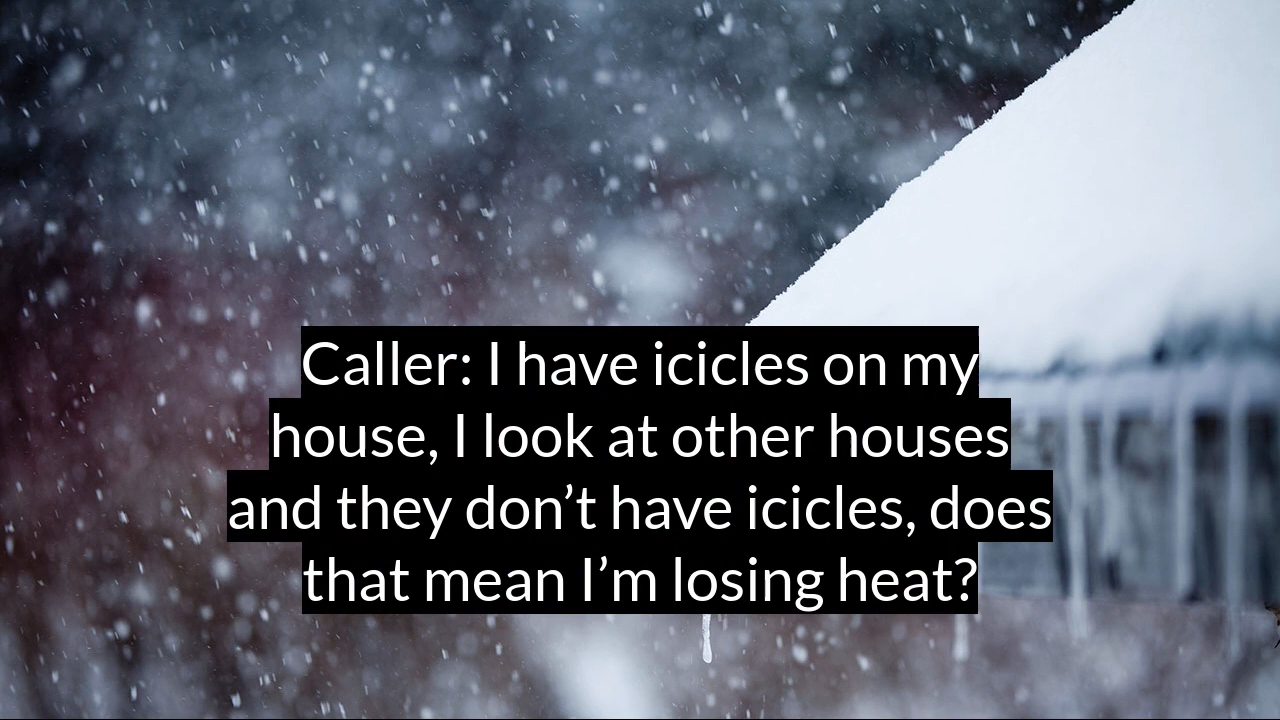 Caller: I have icicles on my
house, I look at other houses
and they don’t have icicles, does
that mean I’m losing heat?